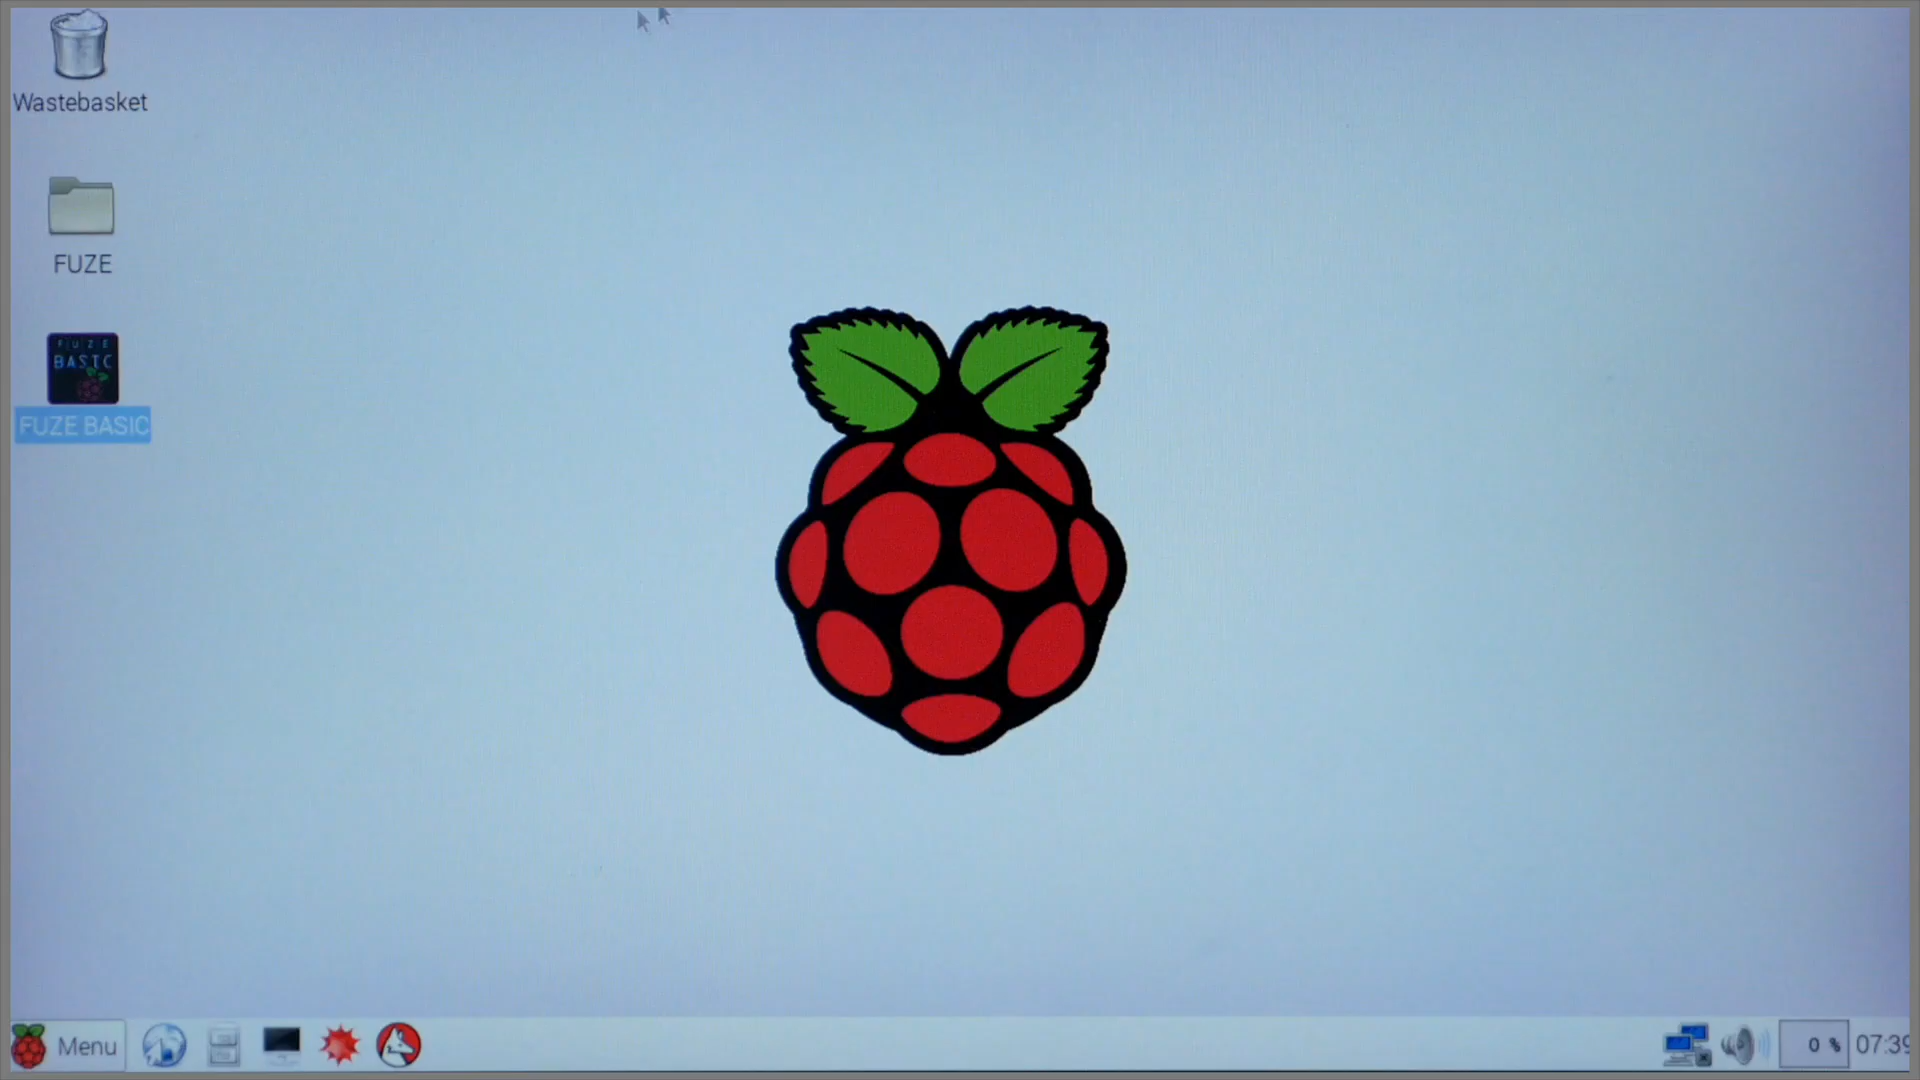 Wastebasket
FUZE
FUZE
BASIC
FUZE BASIC
Menu
0 %
07:39